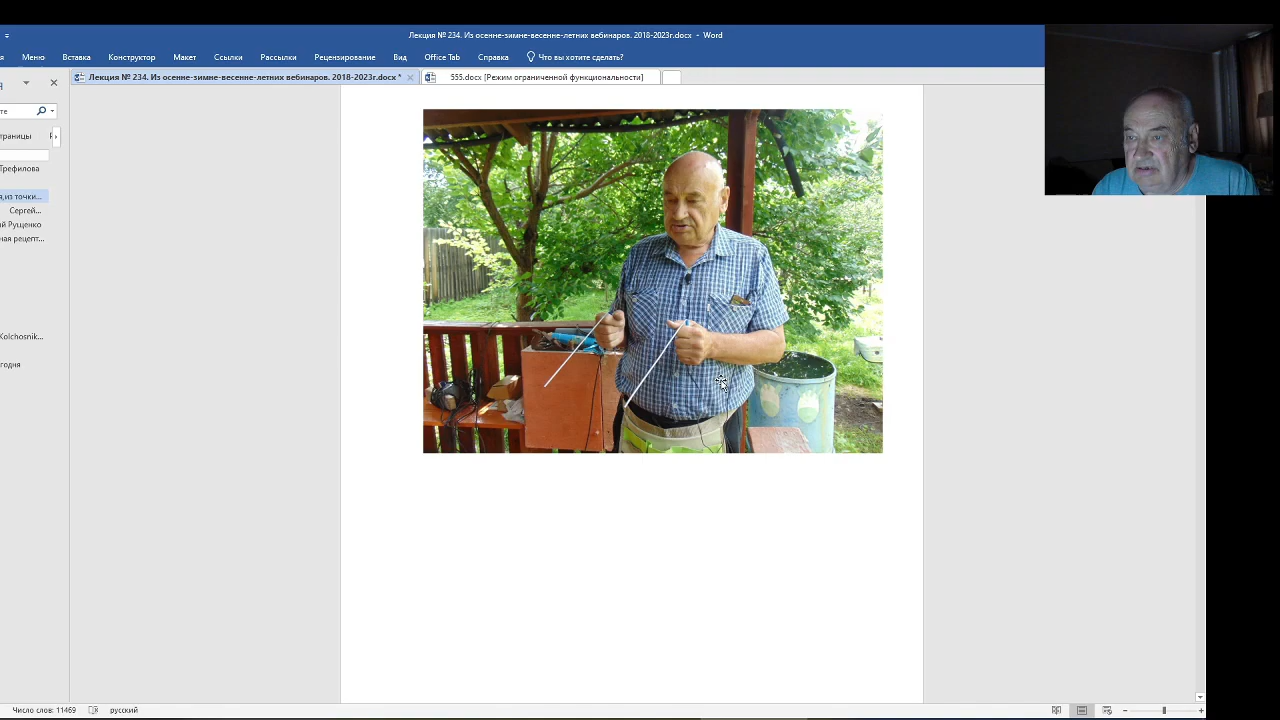 Лекция № 234. Из осенне-зимне-весенне-летних вебинаров. 2018-2023г.docx - Word
Меню Вставка Конструктор Макет Ссылки Рассылки Рецензирование Вид Office Tab Справка Что вы хотите сделать?
Лекция № 234. Из осенне-зимне-весенне-летних вебинаров. 2018-2023г.docx *
555.docx [Режим ограниченной функциональности]
траницы
Трефилова
я,из точки...
Сергей...
й Рущенко
ная рецепт...
Kolchosnik...
годня
Число слов: 11469 русский